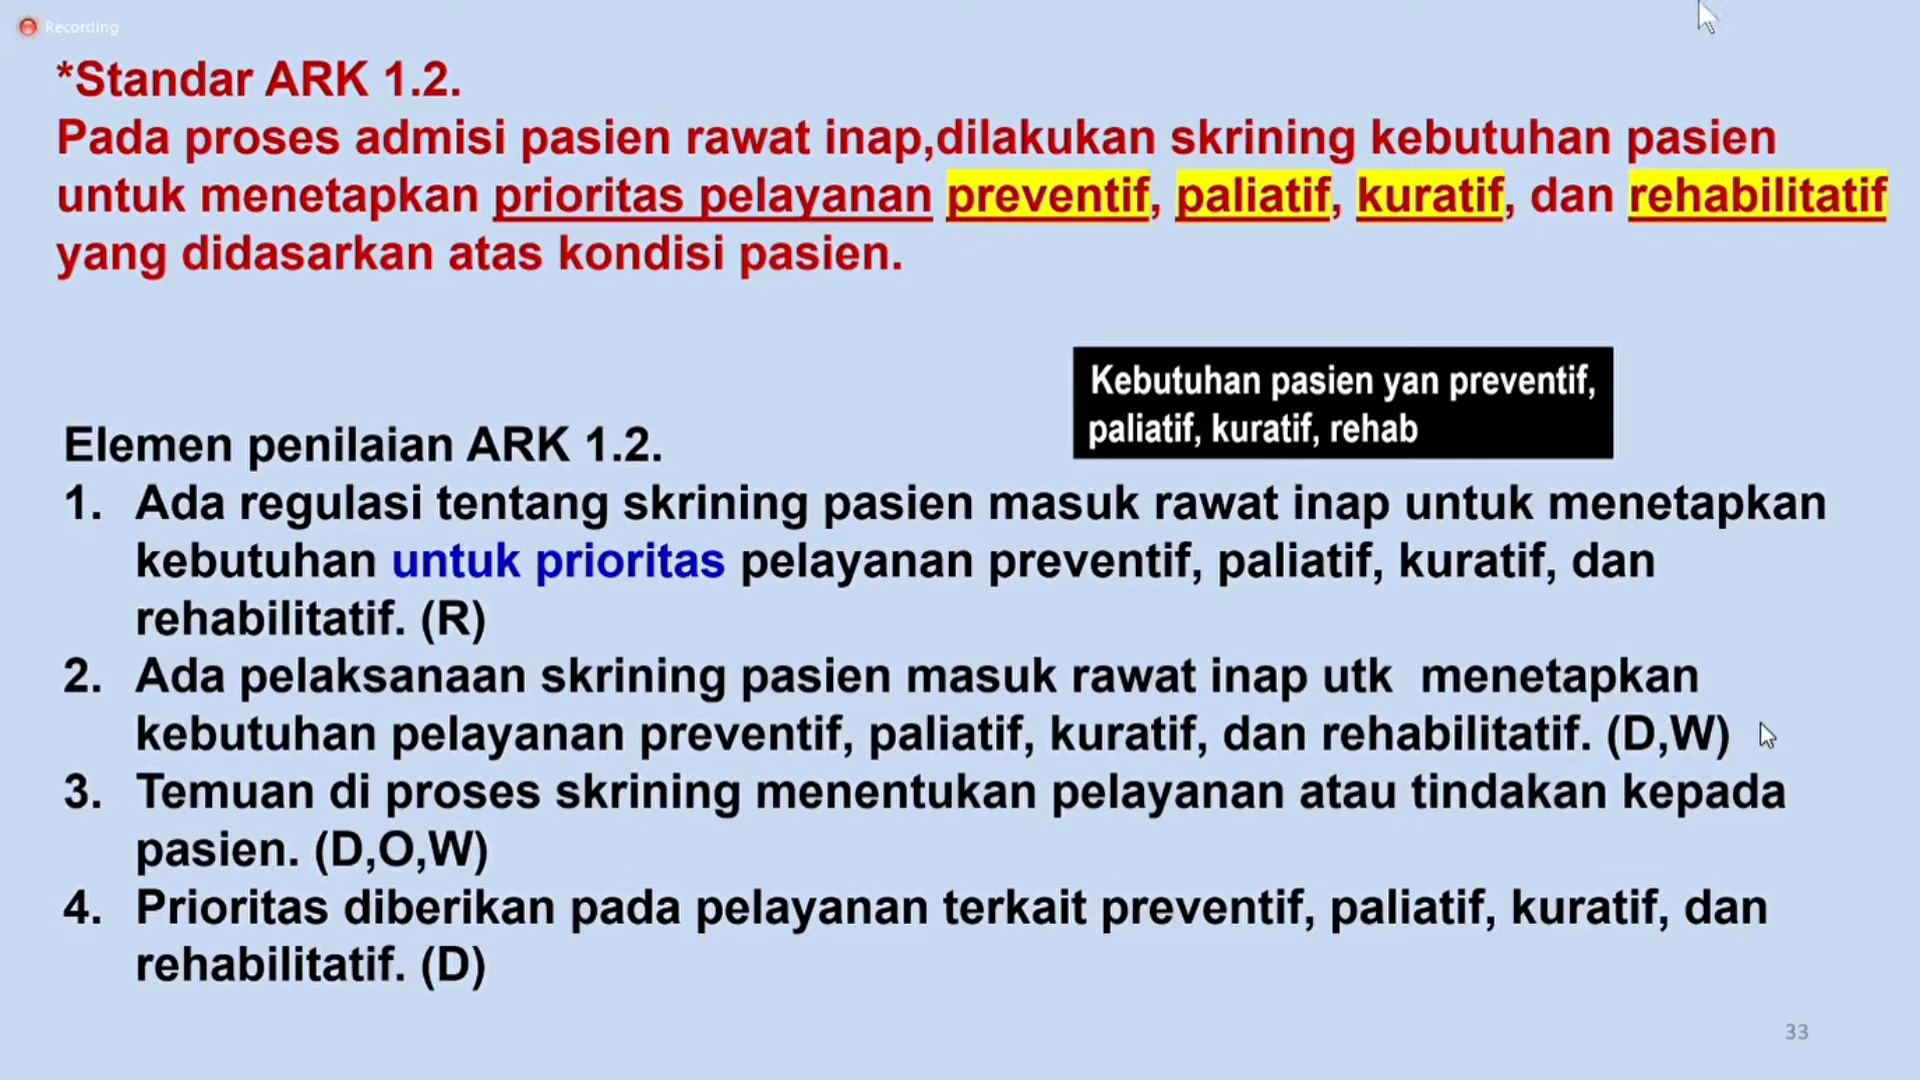 Recording
*Standar ARK 1.2.
Pada proses admisi pasien rawat inap,dilakukan skrining kebutuhan pasien
untuk menetapkan prioritas pelayanan preventif, paliatif, kuratif, dan rehabilitatif
yang didasarkan atas kondisi pasien.
Kebutuhan pasien yan preventif,
paliatif, kuratif, rehab
Elemen penilaian ARK 1.2.
1. Ada regulasi tentang skrining pasien masuk rawat inap untuk menetapkan
kebutuhan untuk prioritas pelayanan preventif, paliatif, kuratif, dan
rehabilitatif. (R)
2. Ada pelaksanaan skrining pasien masuk rawat inap utk  menetapkan
kebutuhan pelayanan preventif, paliatif, kuratif, dan rehabilitatif. (D,W)
3. Temuan di proses skrining menentukan pelayanan atau tindakan kepada
pasien. (D,O,W)
4. Prioritas diberikan pada pelayanan terkait preventif, paliatif, kuratif, dan
rehabilitatif. (D)
33